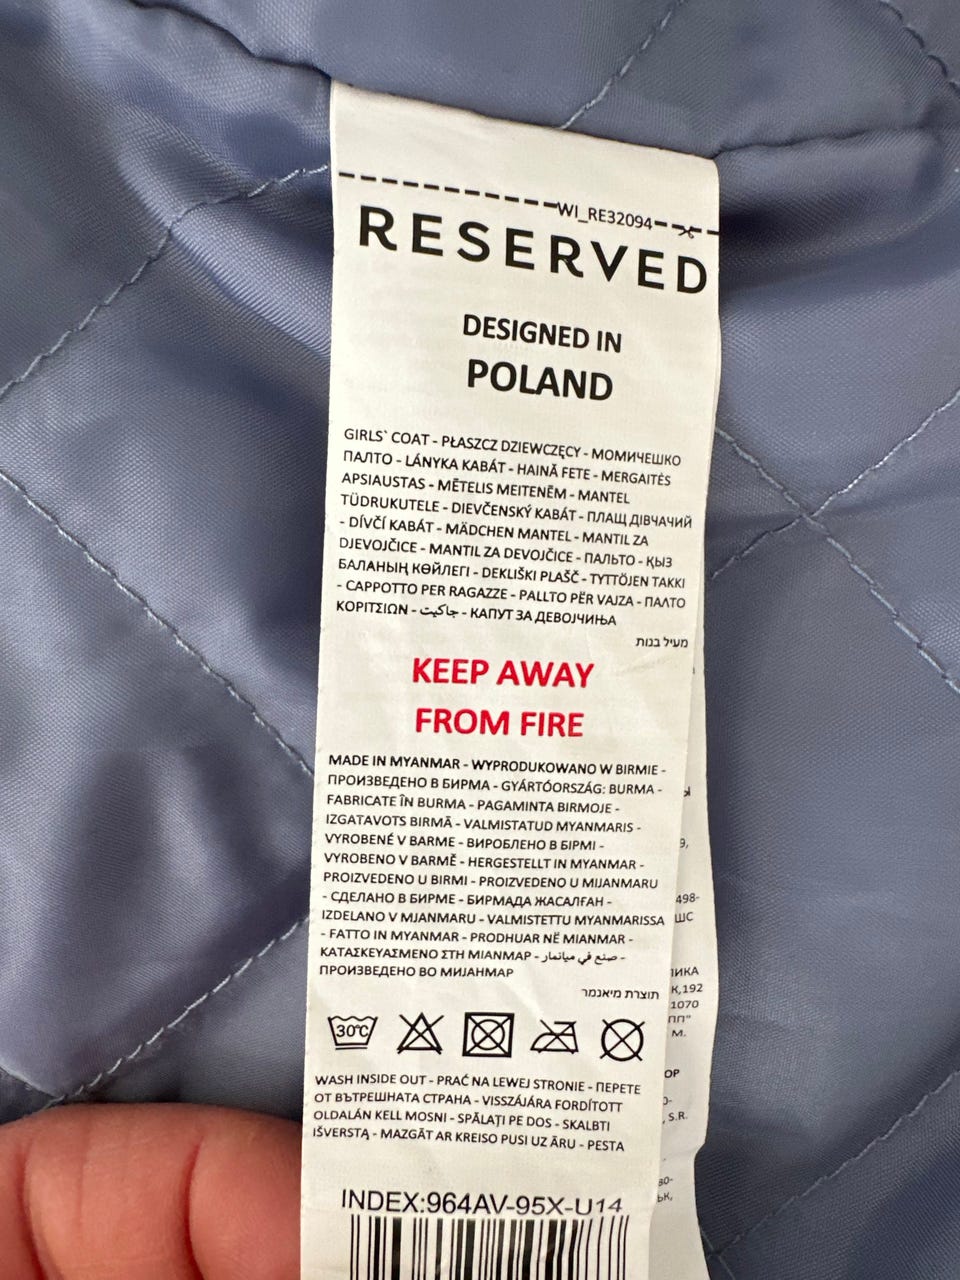 WI_RE32094
RESERVED
DESIGNED IN
POLAND
GIRLS` COAT - PŁASZCZ DZIEWCZĘCY - МОМИЧЕШКО
ПАЛТО - LÁNYKA KABÁT - HAINĂ FETE - MERGAITĖS
APSIAUSTAS - MĒTELIS MEITENĒM - MANTEL
TÜDRUKUTELE - DIEVČENSKÝ KABÁT - ПЛАЩ ДІВЧАЧИЙ
- DÍVČÍ KABÁT - MÄDCHEN MANTEL - MANTIL ZA
DJEVOJČICE - MANTIL ZA DEVOJČICE - ПАЛЬТО - ҚЫЗ
БАЛАНЫҢ КӨЙЛЕГІ - DEKLIŠKI PLAŠČ - TYTTÖJEN TAKKI
- CAPPOTTO PER RAGAZZE - PALLTO PËR VAJZA - ΠΑΛΤΟ
ΚΟΡΙΤΣΙΩΝ - جاكيت - КАПУТ ЗА ДЕВОЈЧИЊА
מעיל בנות
KEEP AWAY
FROM FIRE
MADE IN MYANMAR - WYPRODUKOWANO W BIRMIE -
ПРОИЗВЕДЕНО В БИРМА - GYÁRTÓORSZÁG: BURMA -
FABRICATE ÎN BURMA - PAGAMINTA BIRMOJE -
IZGATAVOTS BIRMĀ - VALMISTATUD MYANMARIS -
VYROBENÉ V BARME - ВИРОБЛЕНО В БІРМІ -
VYROBENO V BARMĚ - HERGESTELLT IN MYANMAR -
PROIZVEDENO U BIRMI - PROIZVEDENO U MIJANMARU
- СДЕЛАНО В БИРМЕ - БИРМАДА ЖАСАЛҒАН -
IZDELANO V MJANMARU - VALMISTETTU MYANMARISSA
- FATTO IN MYANMAR - PRODHUAR NË MIANMAR -
ΚΑΤΑΣΚΕΥΑΣΜΕΝΟ ΣΤΗ ΜΙΑΝΜΑΡ - صنع في ميانمار -
ПРОИЗВЕДЕНО ВО МИЈАНМАР
תוצרת מיאנמר
30°C
WASH INSIDE OUT - PRAĆ NA LEWEJ STRONIE - ПЕРЕТЕ
ОТ ВЪТРЕШНАТА СТРАНА - VISSZÁJÁRA FORDÍTOTT
OLDALÁN KELL MOSNI - SPĂLAȚI PE DOS - SKALBTI
IŠVERSTĄ - MAZGĀT AR KREISO PUSI UZ ĀRU - PESTA
INDEX:964AV-95X-U14